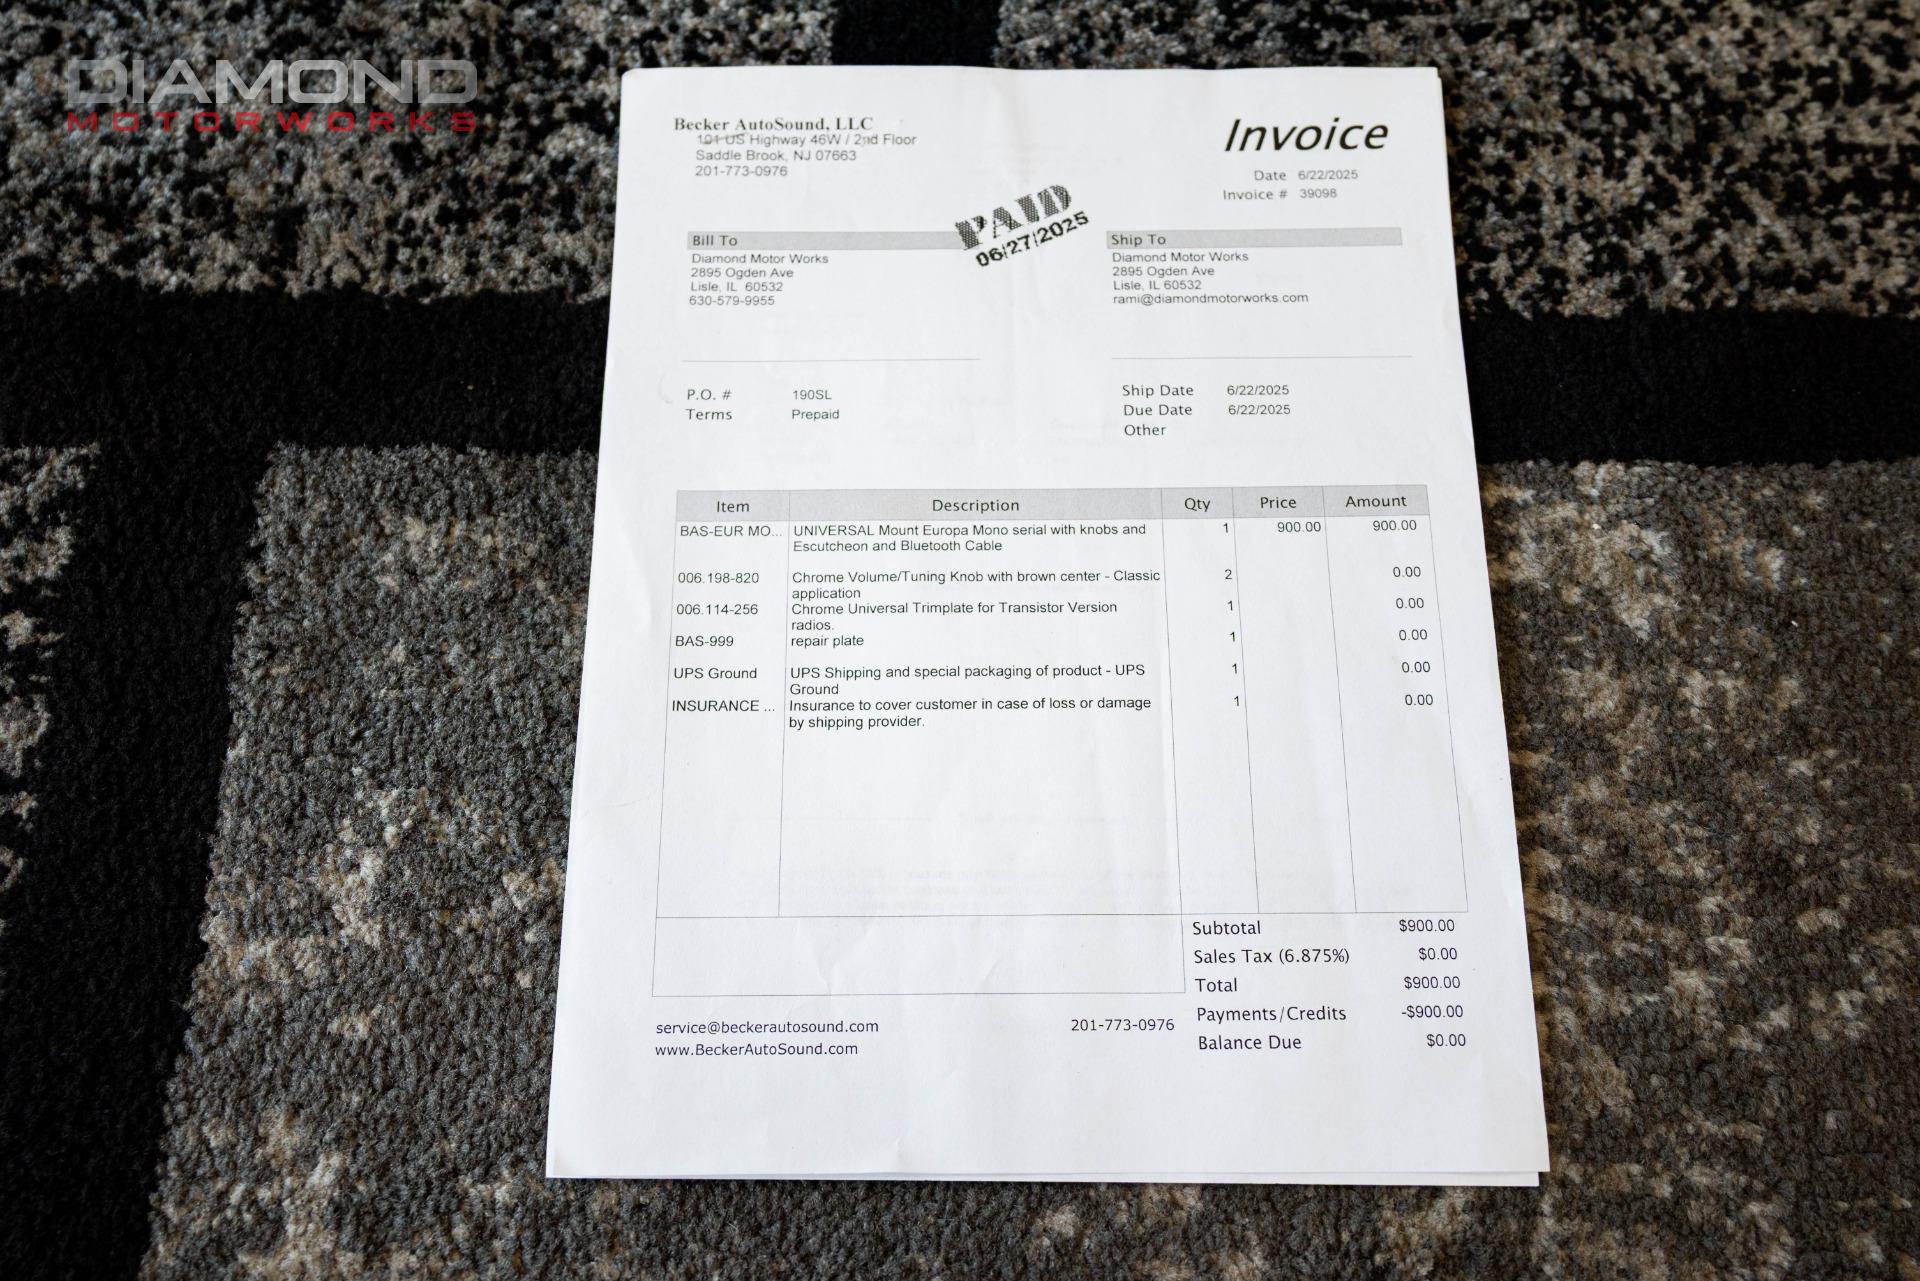 DIAMOND
MOTORWORKS
Becker AutoSound, LLC
101 US Highway 46W / 2nd Floor
Saddle Brook, NJ 07663
201-773-0976
Invoice
Date 6/22/2025
Invoice # 39098
PAID
06/27/2025
Bill To
Diamond Motor Works
2895 Ogden Ave
Lisle, IL 60532
630-579-9955
Ship To
Diamond Motor Works
2895 Ogden Ave
Lisle, IL 60532
rami@diamondmotorworks.com
P.O. # 190SL
Terms Prepaid
Ship Date 6/22/2025
Due Date 6/22/2025
Other
Item Description Qty Price Amount
BAS-EUR MO... UNIVERSAL Mount Europa Mono serial with knobs and 1 900.00 900.00
Escutcheon and Bluetooth Cable
006.198-820 Chrome Volume/Tuning Knob with brown center - Classic 2 0.00
application
006.114-256 Chrome Universal Trimplate for Transistor Version 1 0.00
radios.
BAS-999 repair plate 1 0.00
UPS Ground UPS Shipping and special packaging of product - UPS 1 0.00
Ground
INSURANCE ... Insurance to cover customer in case of loss or damage 1 0.00
by shipping provider.
Subtotal $900.00
Sales Tax (6.875%) $0.00
Total $900.00
Payments/Credits -$900.00
Balance Due $0.00
service@beckerautosound.com 201-773-0976
www.BeckerAutoSound.com